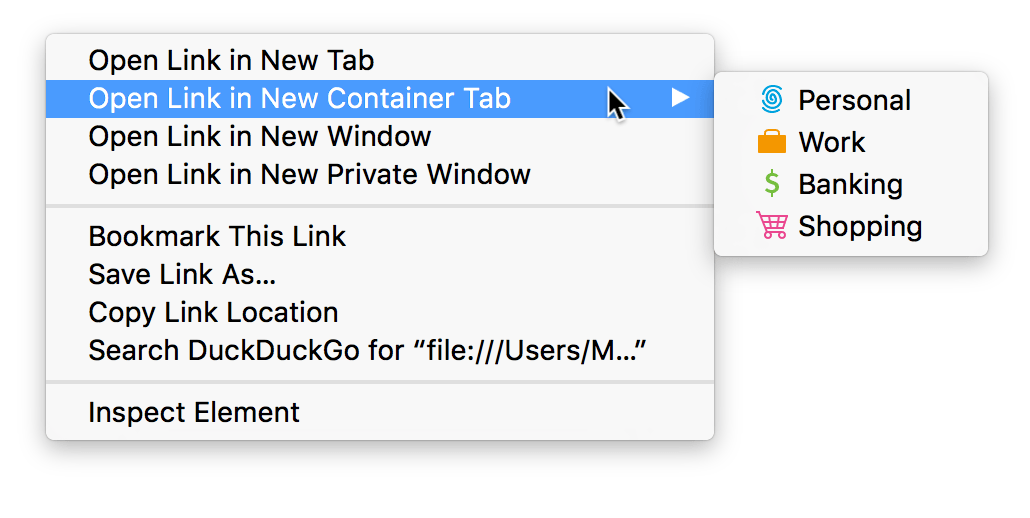 Open Link in New Tab
Open Link in New Container Tab
Open Link in New Window
Open Link in New Private Window
Bookmark This Link
Save Link As...
Copy Link Location
Search DuckDuckGo for “file:///Users/M...”
Inspect Element
Personal
Work
Banking
Shopping